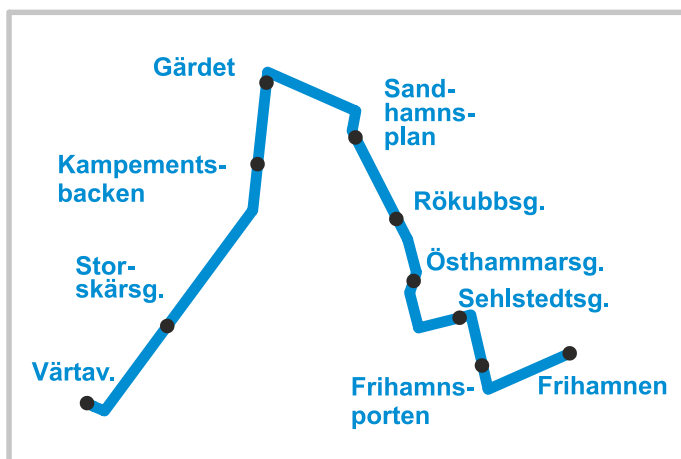 Gärdet
Sand-
hamns-
plan
Kampements-
backen
Rökubbsg.
Stor-
skärsg.
Östhammarsg.
Sehlstedtsg.
Värtav.
Frihamns-
porten
Frihamnen